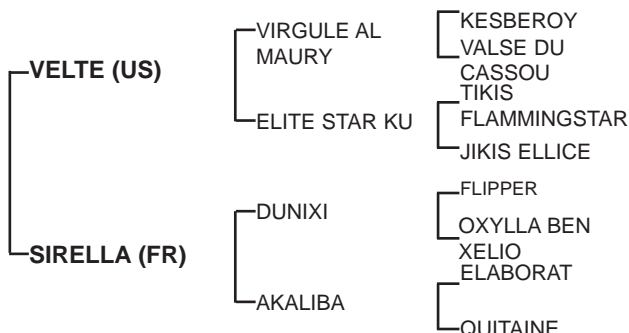 VELTE (US)
SIRELLA (FR)
VIRGULE AL
MAURY
ELITE STAR KU
DUNIXI
AKALIBA
KESBEROY
VALSE DU
CASSOU
TIKIS
FLAMMINGSTAR
JIKIS ELLICE
FLIPPER
OXYLLA BEN
XELIO
ELABORAT
QUITAINE